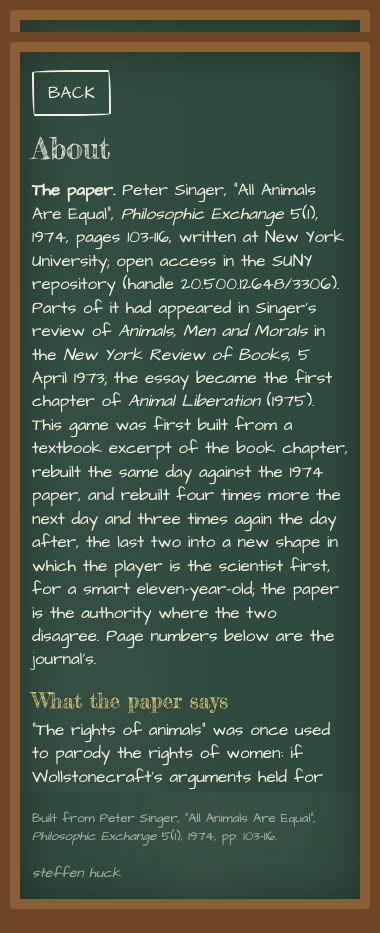 BACK
About
The paper. Peter Singer, "All Animals
Are Equal", Philosophic Exchange 5(1),
1974, pages 103-116, written at New York
University; open access in the SUNY
repository (handle 20.500.12648/3306).
Parts of it had appeared in Singer's
review of Animals, Men and Morals in
the New York Review of Books, 5
April 1973; the essay became the first
chapter of Animal Liberation (1975).
This game was first built from a
textbook excerpt of the book chapter,
rebuilt the same day against the 1974
paper, and rebuilt four times more the
next day and three times again the day
after, the last two into a new shape in
which the player is the scientist first,
for a smart eleven-year-old; the paper
is the authority where the two
disagree. Page numbers below are the
journal's.
What the paper says
"The rights of animals" was once used
to parody the rights of women: if
Wollstonecraft's arguments held for
Built from Peter Singer, "All Animals Are Equal",
Philosophic Exchange 5(1), 1974, pp. 103-116.
steffen huck